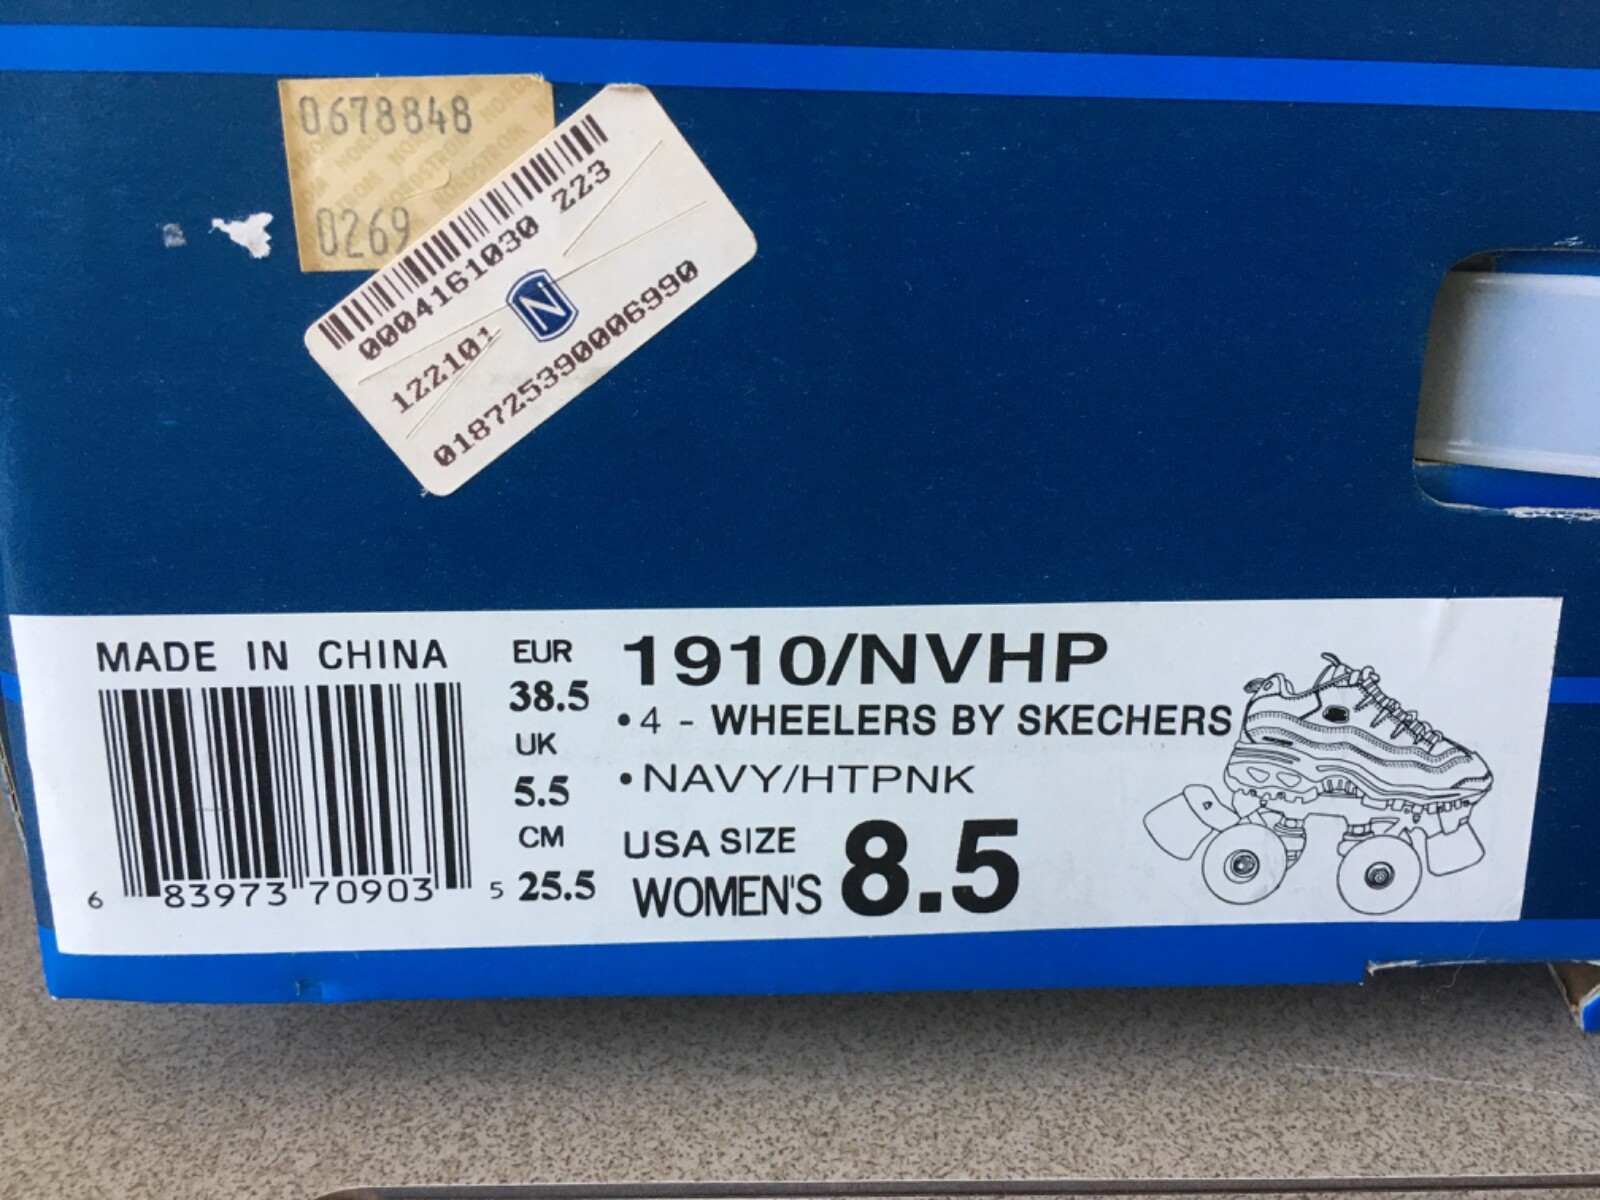 0678848
0269
0004161030 223
122101
N
0187253900006990
MADE IN CHINA
6 83973 70903 5
EUR
38.5
UK
5.5
CM
25.5
1910/NVHP
•4 - WHEELERS BY SKECHERS
•NAVY/HTPNK
USA SIZE
WOMEN'S 8.5